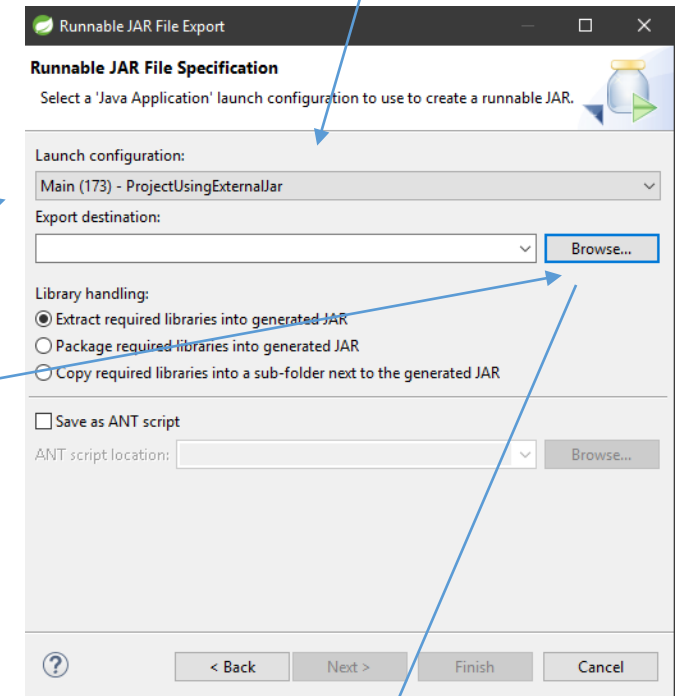 Runnable JAR File Export
Runnable JAR File Specification
Select a 'Java Application' launch configuration to use to create a runnable JAR.
Launch configuration:
Main (173) - ProjectUsingExternalJar
Export destination:
Browse...
Library handling:
Extract required libraries into generated JAR
Package required libraries into generated JAR
Copy required libraries into a sub-folder next to the generated JAR
Save as ANT script
ANT script location:
Browse...
?
< Back
Next >
Finish
Cancel